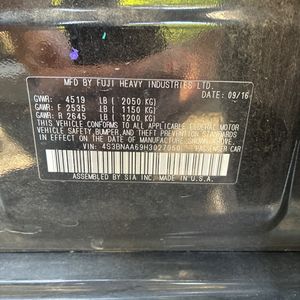 MFD BY FUJI HEAVY INDUSTRIES LTD.
DATE: 09/16
GVWR: 4519 LB ( 2050 KG)
GAWR: F 2535 LB ( 1150 KG)
GAWR: R 2645 LB ( 1200 KG)
THIS VEHICLE CONFORMS TO ALL APPLICABLE FEDERAL MOTOR
VEHICLE SAFETY, BUMPER, AND THEFT PREVENTION STANDARDS
IN EFFECT ON THE DATE OF MANUFACTURE SHOWN ABOVE.
VIN: 4S3BNAA69H3027050 PASSENGER CAR
ASSEMBLED BY SIA INC. MADE IN U.S.A.